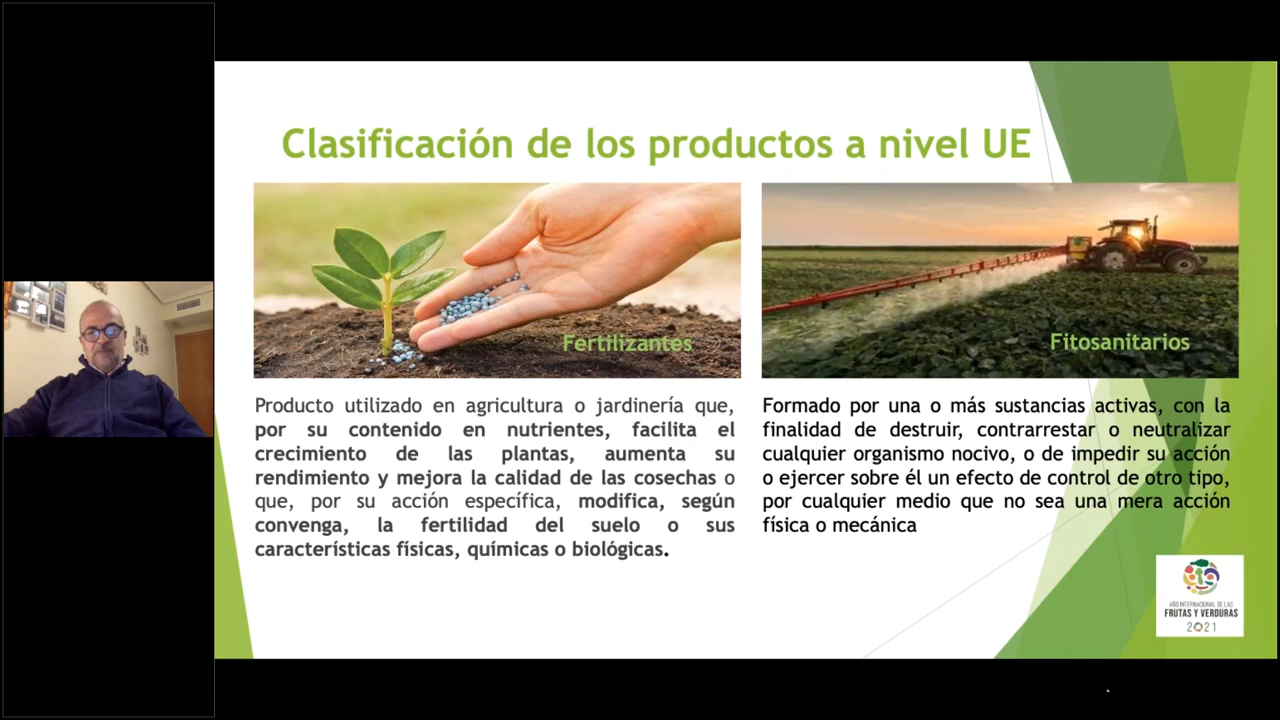 Clasificación de los productos a nivel UE
Fertilizantes
Producto utilizado en agricultura o jardinería que,
por su contenido en nutrientes, facilita el
crecimiento de las plantas, aumenta su
rendimiento y mejora la calidad de las cosechas o
que, por su acción específica, modifica, según
convenga, la fertilidad del suelo o sus
características físicas, químicas o biológicas.
Fitosanitarios
Formado por una o más sustancias activas, con la
finalidad de destruir, contrarrestar o neutralizar
cualquier organismo nocivo, o de impedir su acción
o ejercer sobre él un efecto de control de otro tipo,
por cualquier medio que no sea una mera acción
física o mecánica
AÑO INTERNACIONAL DE LAS
FRUTAS Y VERDURAS
2021